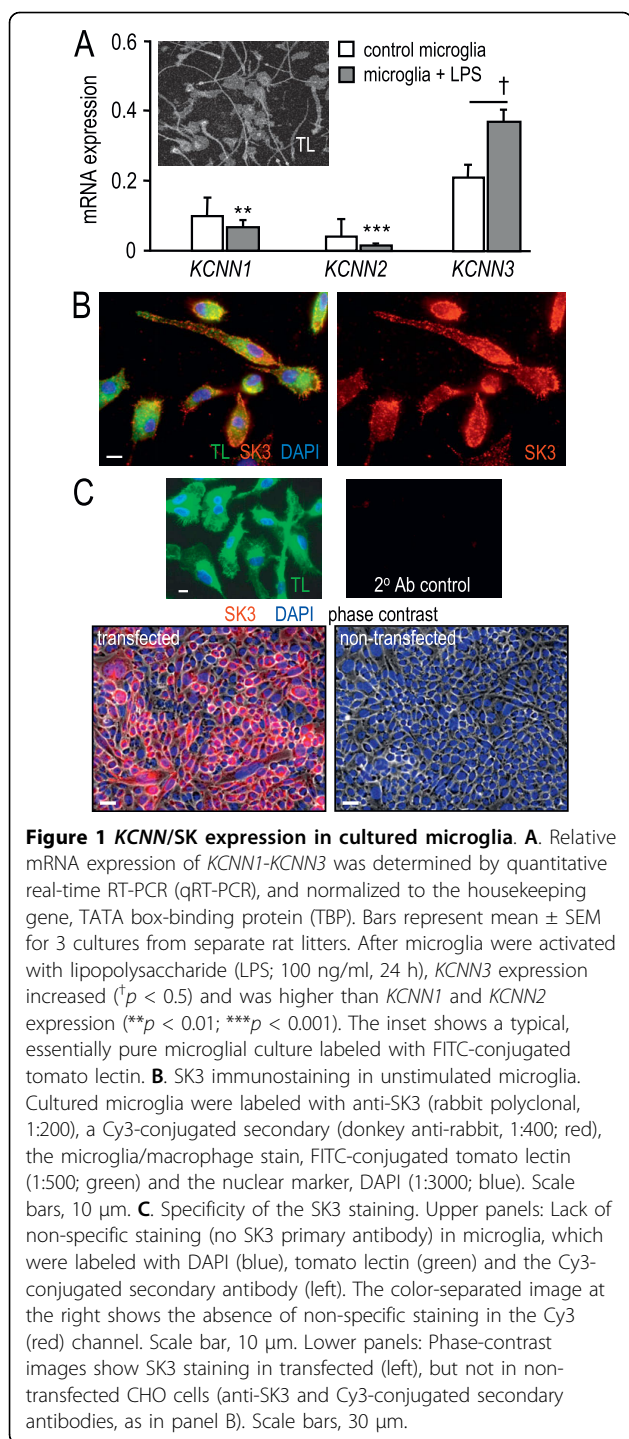 A
mRNA expression
0.6
0.4
0.2
0
TL
control microglia
microglia + LPS
†
**
***
KCNN1 KCNN2 KCNN3
B
TL SK3 DAPI
SK3
C
TL
2º Ab control
SK3 DAPI phase contrast
transfected
non-transfected
Figure 1 KCNN/SK expression in cultured microglia. A. Relative
mRNA expression of KCNN1-KCNN3 was determined by quantitative
real-time RT-PCR (qRT-PCR), and normalized to the housekeeping
gene, TATA box-binding protein (TBP). Bars represent mean ± SEM
for 3 cultures from separate rat litters. After microglia were activated
with lipopolysaccharide (LPS; 100 ng/ml, 24 h), KCNN3 expression
increased (†p < 0.5) and was higher than KCNN1 and KCNN2
expression (**p < 0.01; ***p < 0.001). The inset shows a typical,
essentially pure microglial culture labeled with FITC-conjugated
tomato lectin. B. SK3 immunostaining in unstimulated microglia.
Cultured microglia were labeled with anti-SK3 (rabbit polyclonal,
1:200), a Cy3-conjugated secondary (donkey anti-rabbit, 1:400; red),
the microglia/macrophage stain, FITC-conjugated tomato lectin
(1:500; green) and the nuclear marker, DAPI (1:3000; blue). Scale
bars, 10 μm. C. Specificity of the SK3 staining. Upper panels: Lack of
non-specific staining (no SK3 primary antibody) in microglia, which
were labeled with DAPI (blue), tomato lectin (green) and the Cy3-
conjugated secondary antibody (left). The color-separated image at
the right shows the absence of non-specific staining in the Cy3
(red) channel. Scale bar, 10 μm. Lower panels: Phase-contrast
images show SK3 staining in transfected (left), but not in non-
transfected CHO cells (anti-SK3 and Cy3-conjugated secondary
antibodies, as in panel B). Scale bars, 30 μm.